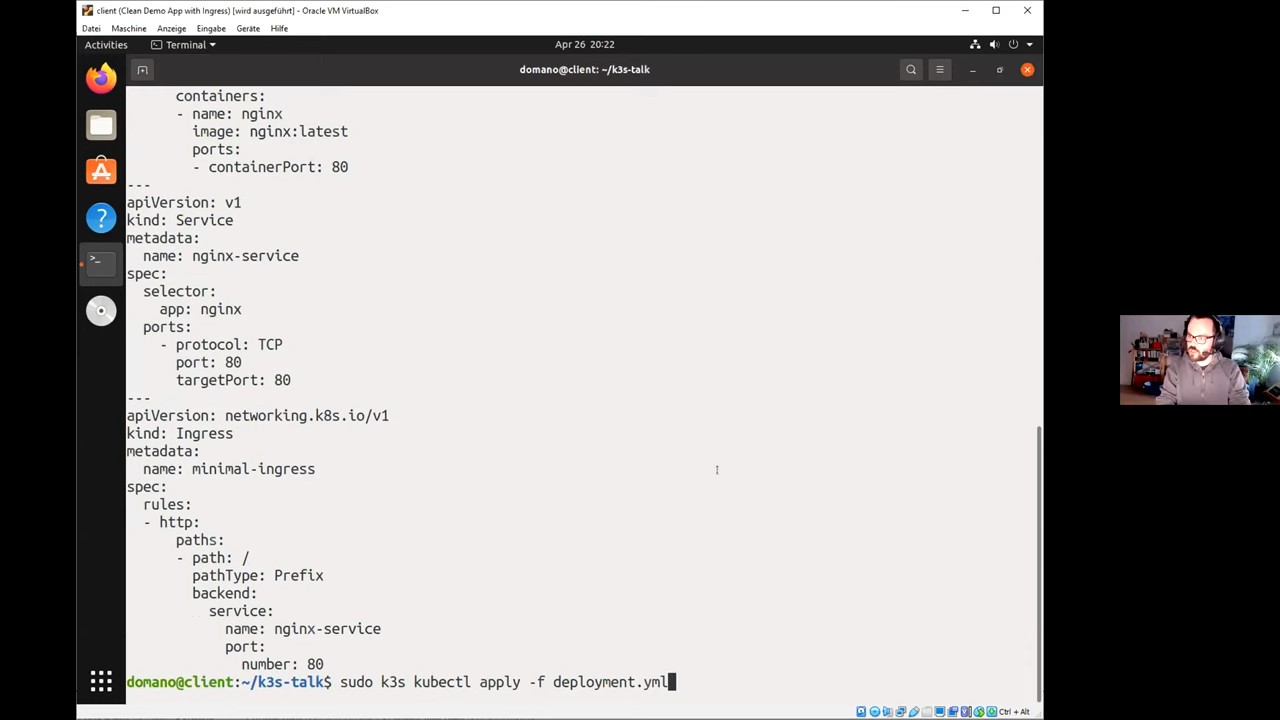 client (Clean Demo App with Ingress) [wird ausgeführt] - Oracle VM VirtualBox
Datei Maschine Anzeige Eingabe Geräte Hilfe
Activities Terminal Apr 26 20:22
domano@client: ~/k3s-talk
containers:
- name: nginx
image: nginx:latest
ports:
- containerPort: 80
---
apiVersion: v1
kind: Service
metadata:
name: nginx-service
spec:
selector:
app: nginx
ports:
- protocol: TCP
port: 80
targetPort: 80
---
apiVersion: networking.k8s.io/v1
kind: Ingress
metadata:
name: minimal-ingress
spec:
rules:
- http:
paths:
- path: /
pathType: Prefix
backend:
service:
name: nginx-service
port:
number: 80
domano@client:~/k3s-talk$ sudo k3s kubectl apply -f deployment.yml
Ctrl + Alt